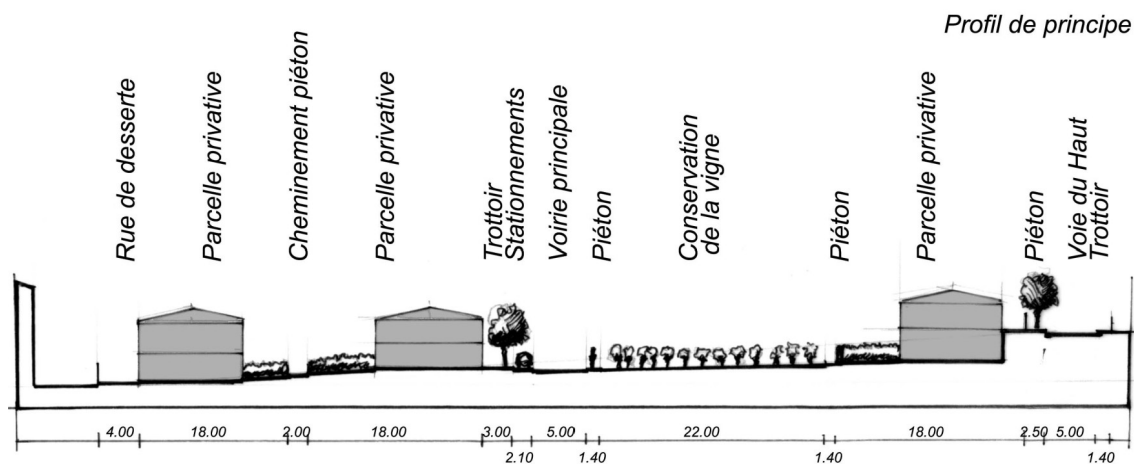 Profil de principe
Rue de desserte
Parcelle privative
Cheminement piéton
Parcelle privative
Trottoir
Stationnements
Voirie principale
Piéton
Conservation
de la vigne
Piéton
Parcelle privative
Piéton
Voie du Haut
Trottoir
4.00 18.00 2.00 18.00 3.00 5.00 22.00 18.00 2.50 5.00
2.10 1.40 1.40 1.40